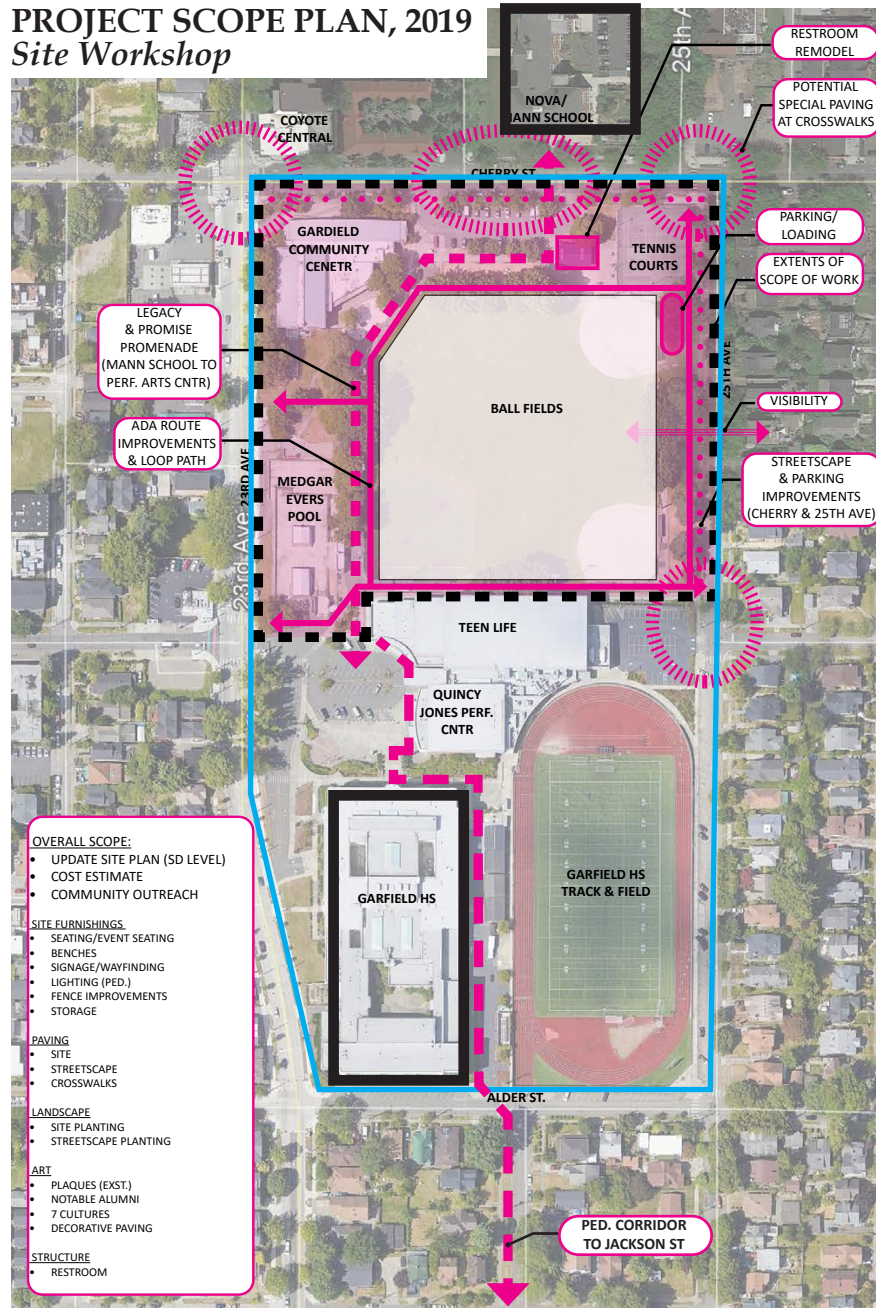 PROJECT SCOPE PLAN, 2019
Site Workshop
25th A
RESTROOM
REMODEL
POTENTIAL
SPECIAL PAVING
AT CROSSWALKS
NOVA/
MANN SCHOOL
COYOTE
CENTRAL
CHERRY ST.
GARDIELD
COMMUNITY
CENETR
TENNIS
COURTS
PARKING/
LOADING
EXTENTS OF
SCOPE OF WORK
LEGACY
& PROMISE
PROMENADE
(MANN SCHOOL TO
PERF. ARTS CNTR)
25TH AVE
BALL FIELDS
VISIBILITY
ADA ROUTE
IMPROVEMENTS
& LOOP PATH
23RD AVE
23rd Ave
MEDGAR
EVERS
POOL
STREETSCAPE
& PARKING
IMPROVEMENTS
(CHERRY & 25TH AVE)
TEEN LIFE
QUINCY
JONES PERF.
CNTR
GARFIELD HS
GARFIELD HS
TRACK & FIELD
ALDER ST.
PED. CORRIDOR
TO JACKSON ST
OVERALL SCOPE:
• UPDATE SITE PLAN (SD LEVEL)
• COST ESTIMATE
• COMMUNITY OUTREACH
SITE FURNISHINGS
• SEATING/EVENT SEATING
• BENCHES
• SIGNAGE/WAYFINDING
• LIGHTING (PED.)
• FENCE IMPROVEMENTS
• STORAGE
PAVING
• SITE
• STREETSCAPE
• CROSSWALKS
LANDSCAPE
• SITE PLANTING
• STREETSCAPE PLANTING
ART
• PLAQUES (EXST.)
• NOTABLE ALUMNI
• 7 CULTURES
• DECORATIVE PAVING
STRUCTURE
• RESTROOM